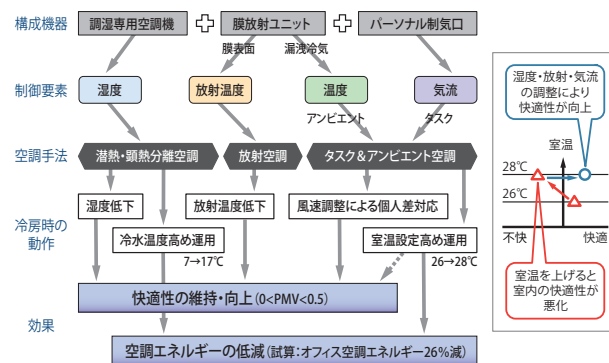 構成機器
調湿専用空調機
膜放射ユニット
パーソナル制気口
膜表面
漏洩冷気
制御要素
湿度
放射温度
温度
気流
アンビエント
タスク
空調手法
潜熱・顕熱分離空調
放射空調
タスク&アンビエント空調
冷房時の
動作
湿度低下
放射温度低下
風速調整による個人差対応
冷水温度高め運用
7→17℃
室温設定高め運用
26→28℃
効果
快適性の維持・向上(0<PMV<0.5)
空調エネルギーの低減(試算:オフィス空調エネルギー26%減)
湿度・放射・気流
の調整により
快適性が向上
室温
28℃
26℃
不快
快適
室温を上げると
室内の快適性が
悪化